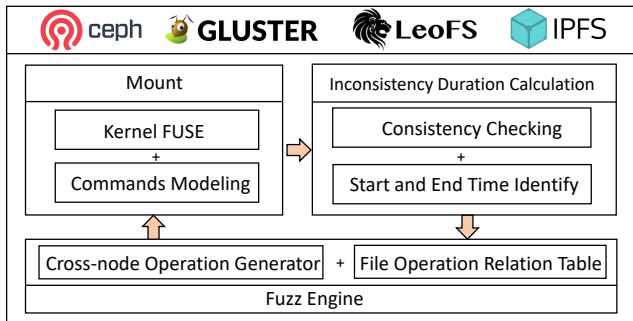 ceph GLUSTER LeoFS IPFS
Mount
Kernel FUSE
+
Commands Modeling
Inconsistency Duration Calculation
Consistency Checking
+
Start and End Time Identify
Cross-node Operation Generator + File Operation Relation Table
Fuzz Engine